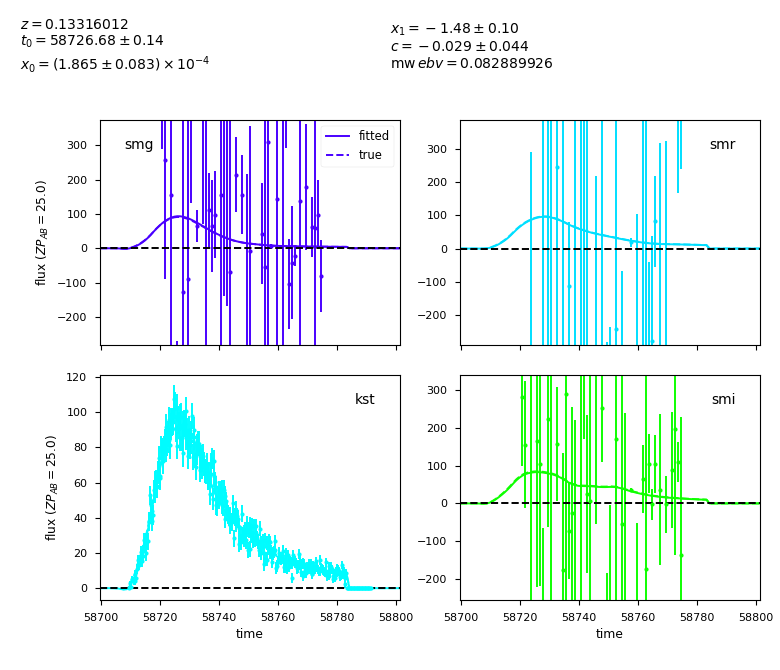 z = 0.13316012
t0 = 58726.68 ± 0.14
x0 = (1.865 ± 0.083) × 10^−4
x1 = −1.48 ± 0.10
c = −0.029 ± 0.044
mw ebv = 0.082889926
smg
fitted
true
300
200
100
0
−100
−200
flux (ZP_AB = 25.0)
smr
300
200
100
0
−100
−200
kst
120
100
80
60
40
20
0
flux (ZP_AB = 25.0)
58700 58720 58740 58760 58780 58800
time
smi
300
200
100
0
−100
−200
58700 58720 58740 58760 58780 58800
time